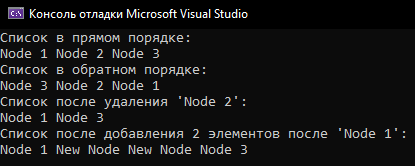 Консоль отладки Microsoft Visual Studio
Список в прямом порядке:
Node 1 Node 2 Node 3
Список в обратном порядке:
Node 3 Node 2 Node 1
Список после удаления 'Node 2':
Node 1 Node 3
Список после добавления 2 элементов после 'Node 1':
Node 1 New Node New Node Node 3